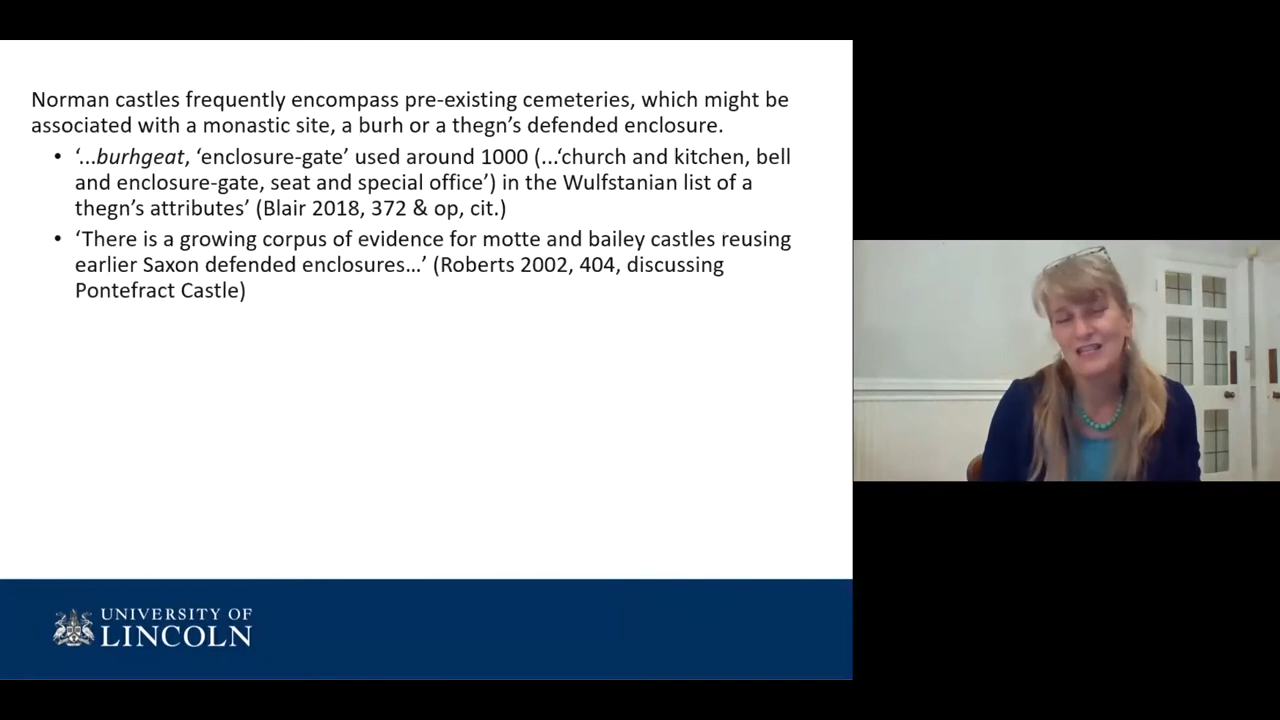 Norman castles frequently encompass pre-existing cemeteries, which might be
associated with a monastic site, a burh or a thegn’s defended enclosure.
• ‘...burhgeat, ‘enclosure-gate’ used around 1000 (...‘church and kitchen, bell
and enclosure-gate, seat and special office’) in the Wulfstanian list of a
thegn’s attributes’ (Blair 2018, 372 & op, cit.)
• ‘There is a growing corpus of evidence for motte and bailey castles reusing
earlier Saxon defended enclosures…’ (Roberts 2002, 404, discussing
Pontefract Castle)
UNIVERSITY OF
LINCOLN